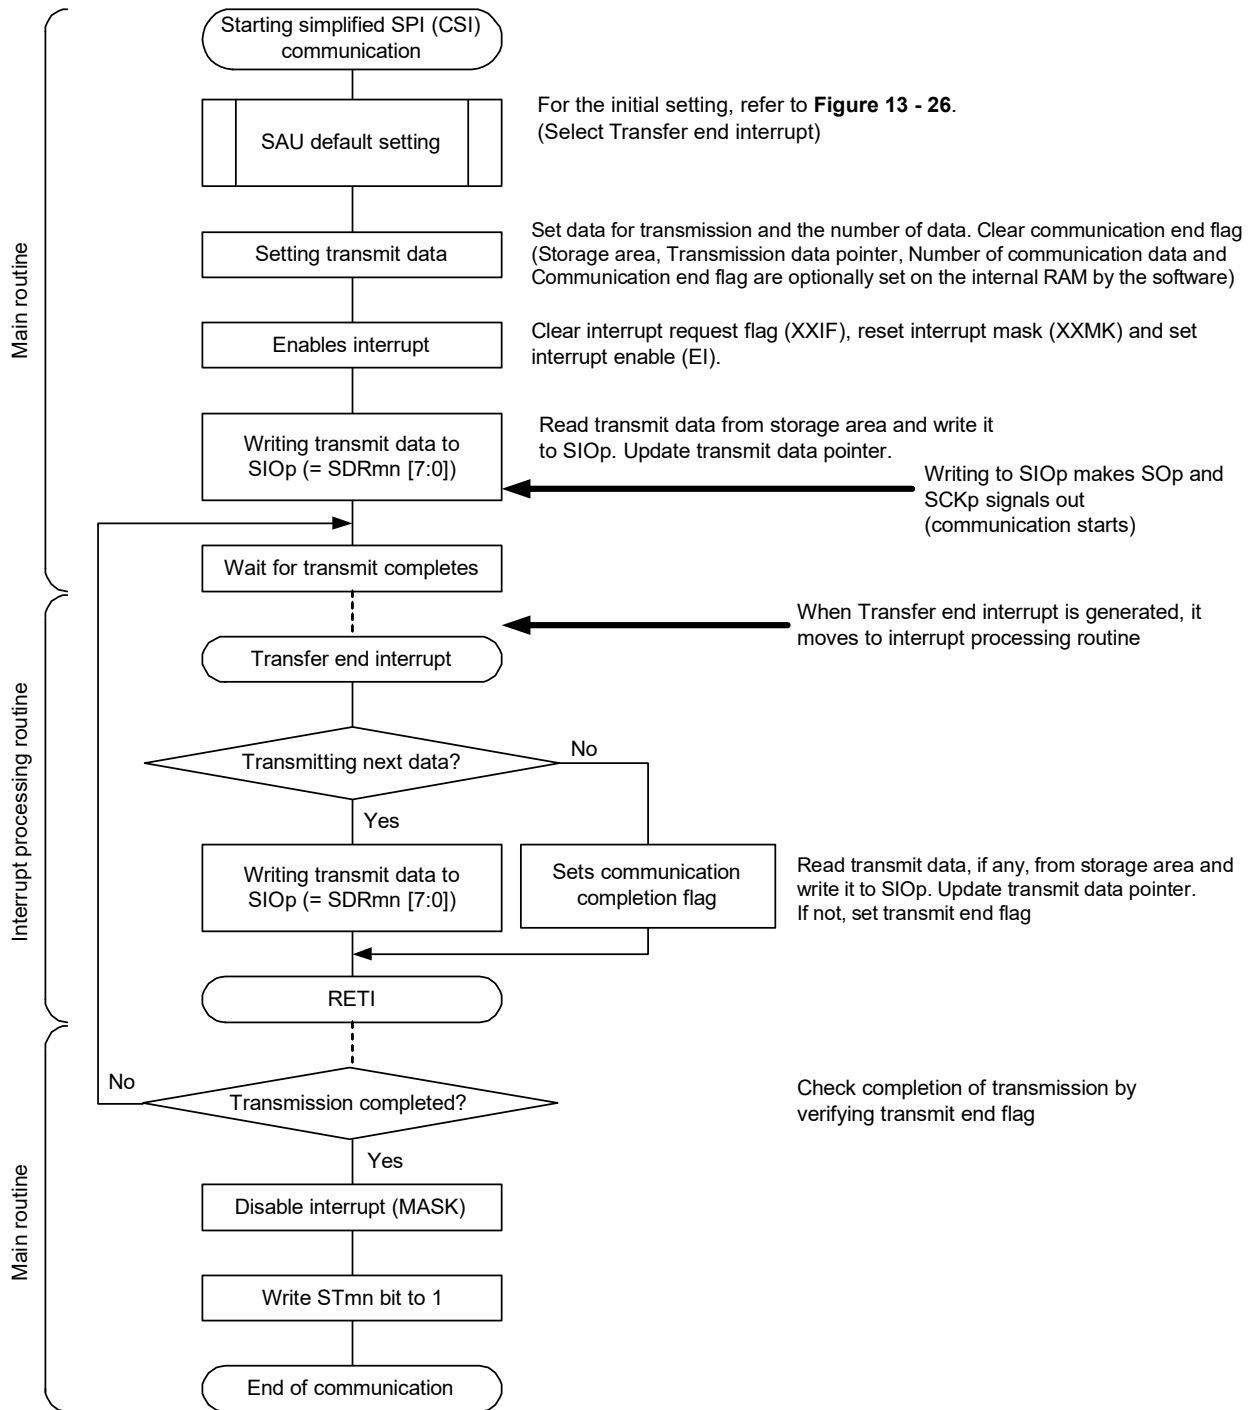 Starting simplified SPI (CSI)
communication
For the initial setting, refer to Figure 13 - 26.
(Select Transfer end interrupt)
SAU default setting
Set data for transmission and the number of data. Clear communication end flag
(Storage area, Transmission data pointer, Number of communication data and
Communication end flag are optionally set on the internal RAM by the software)
Setting transmit data
Main routine
Enables interrupt
Clear interrupt request flag (XXIF), reset interrupt mask (XXMK) and set
interrupt enable (EI).
Writing transmit data to
SIOp (= SDRmn [7:0])
Read transmit data from storage area and write it
to SIOp. Update transmit data pointer.
Writing to SIOp makes SOp and
SCKp signals out
(communication starts)
Wait for transmit completes
When Transfer end interrupt is generated, it
moves to interrupt processing routine
Transfer end interrupt
Transmitting next data?
No
Yes
Interrupt processing routine
Writing transmit data to
SIOp (= SDRmn [7:0])
Sets communication
completion flag
Read transmit data, if any, from storage area and
write it to SIOp. Update transmit data pointer.
If not, set transmit end flag
RETI
No
Transmission completed?
Check completion of transmission by
verifying transmit end flag
Yes
Main routine
Disable interrupt (MASK)
Write STmn bit to 1
End of communication